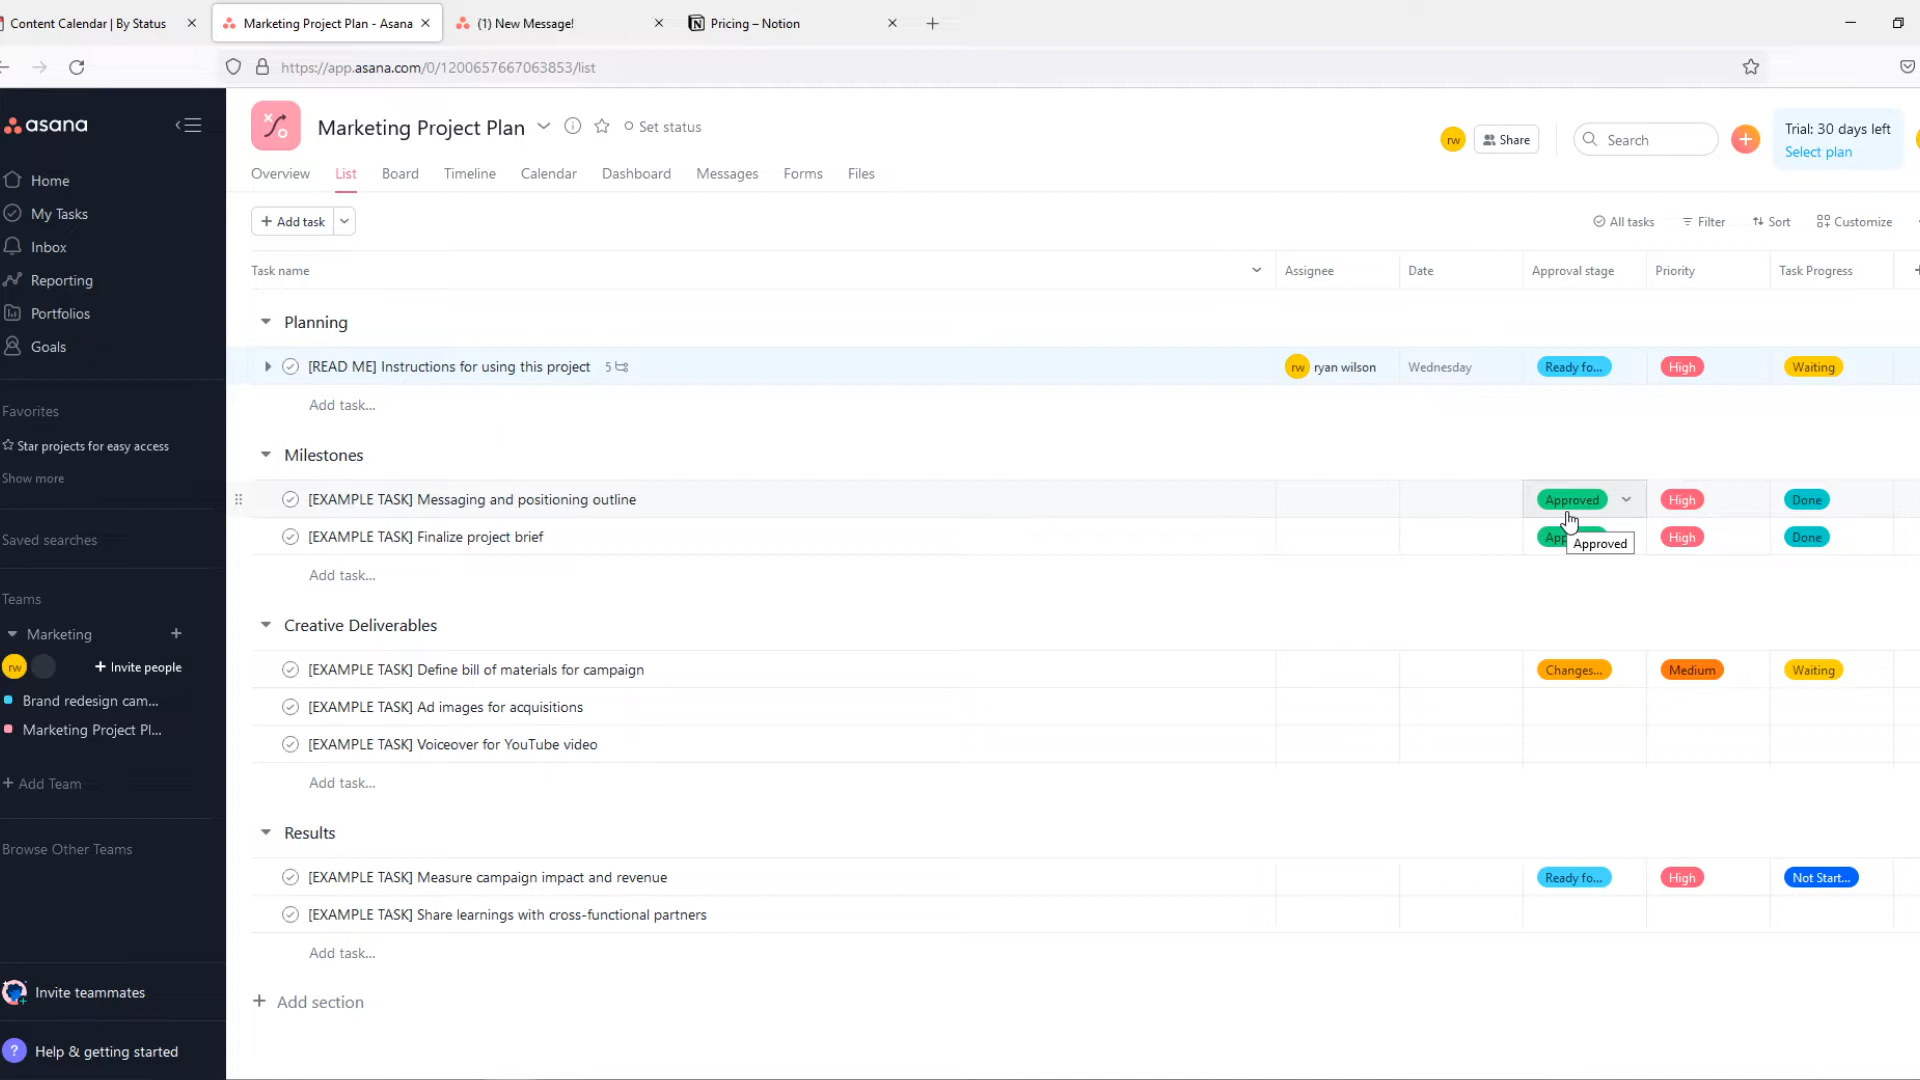 Content Calendar | By Status
Marketing Project Plan - Asana
(1) New Message!
Pricing – Notion
https://app.asana.com/0/1200657667063853/list
asana
Home
My Tasks
Inbox
Reporting
Portfolios
Goals
Favorites
Star projects for easy access
Show more
Saved searches
Teams
Marketing
rw
Invite people
Brand redesign cam...
Marketing Project Pl...
+ Add Team
Browse Other Teams
Invite teammates
? Help & getting started
Marketing Project Plan
Set status
rw
Share
Search
Trial: 30 days left
Select plan
Overview List Board Timeline Calendar Dashboard Messages Forms Files
+ Add task
All tasks Filter Sort Customize
Task name Assignee Date Approval stage Priority Task Progress
Planning
[READ ME] Instructions for using this project 5 rw ryan wilson Wednesday Ready fo... High Waiting
Add task...
Milestones
[EXAMPLE TASK] Messaging and positioning outline Approved High Done
[EXAMPLE TASK] Finalize project brief App High Done
Approved
Add task...
Creative Deliverables
[EXAMPLE TASK] Define bill of materials for campaign Changes... Medium Waiting
[EXAMPLE TASK] Ad images for acquisitions
[EXAMPLE TASK] Voiceover for YouTube video
Add task...
Results
[EXAMPLE TASK] Measure campaign impact and revenue Ready fo... High Not Start...
[EXAMPLE TASK] Share learnings with cross-functional partners
Add task...
+ Add section